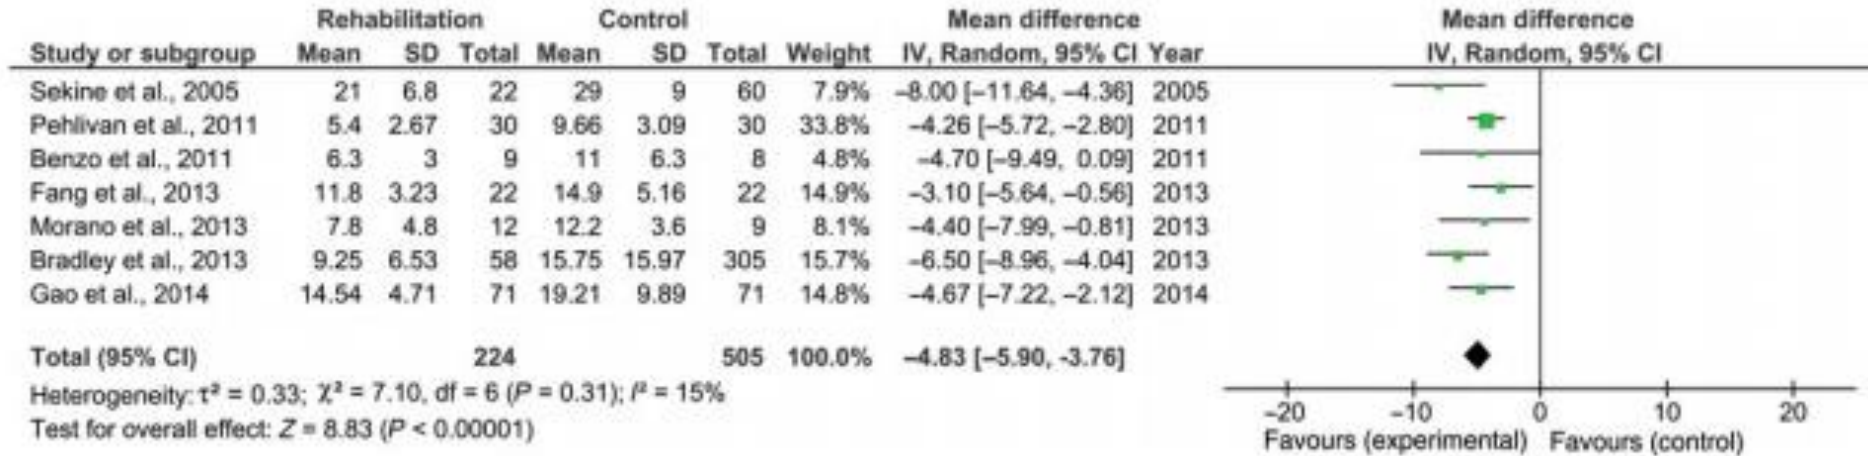 Rehabilitation Control Mean difference Mean difference
Study or subgroup Mean SD Total Mean SD Total Weight IV, Random, 95% CI Year IV, Random, 95% CI
Sekine et al., 2005 21 6.8 22 29 9 60 7.9% −8.00 [−11.64, −4.36] 2005
Pehlivan et al., 2011 5.4 2.67 30 9.66 3.09 30 33.8% −4.26 [−5.72, −2.80] 2011
Benzo et al., 2011 6.3 3 9 11 6.3 8 4.8% −4.70 [−9.49, 0.09] 2011
Fang et al., 2013 11.8 3.23 22 14.9 5.16 22 14.9% −3.10 [−5.64, −0.56] 2013
Morano et al., 2013 7.8 4.8 12 12.2 3.6 9 8.1% −4.40 [−7.99, −0.81] 2013
Bradley et al., 2013 9.25 6.53 58 15.75 15.97 305 15.7% −6.50 [−8.96, −4.04] 2013
Gao et al., 2014 14.54 4.71 71 19.21 9.89 71 14.8% −4.67 [−7.22, −2.12] 2014
Total (95% CI) 224 505 100.0% −4.83 [−5.90, -3.76]
Heterogeneity: τ² = 0.33; χ² = 7.10, df = 6 (P = 0.31); I² = 15%
Test for overall effect: Z = 8.83 (P < 0.00001)
−20 −10 0 10 20
Favours (experimental) Favours (control)